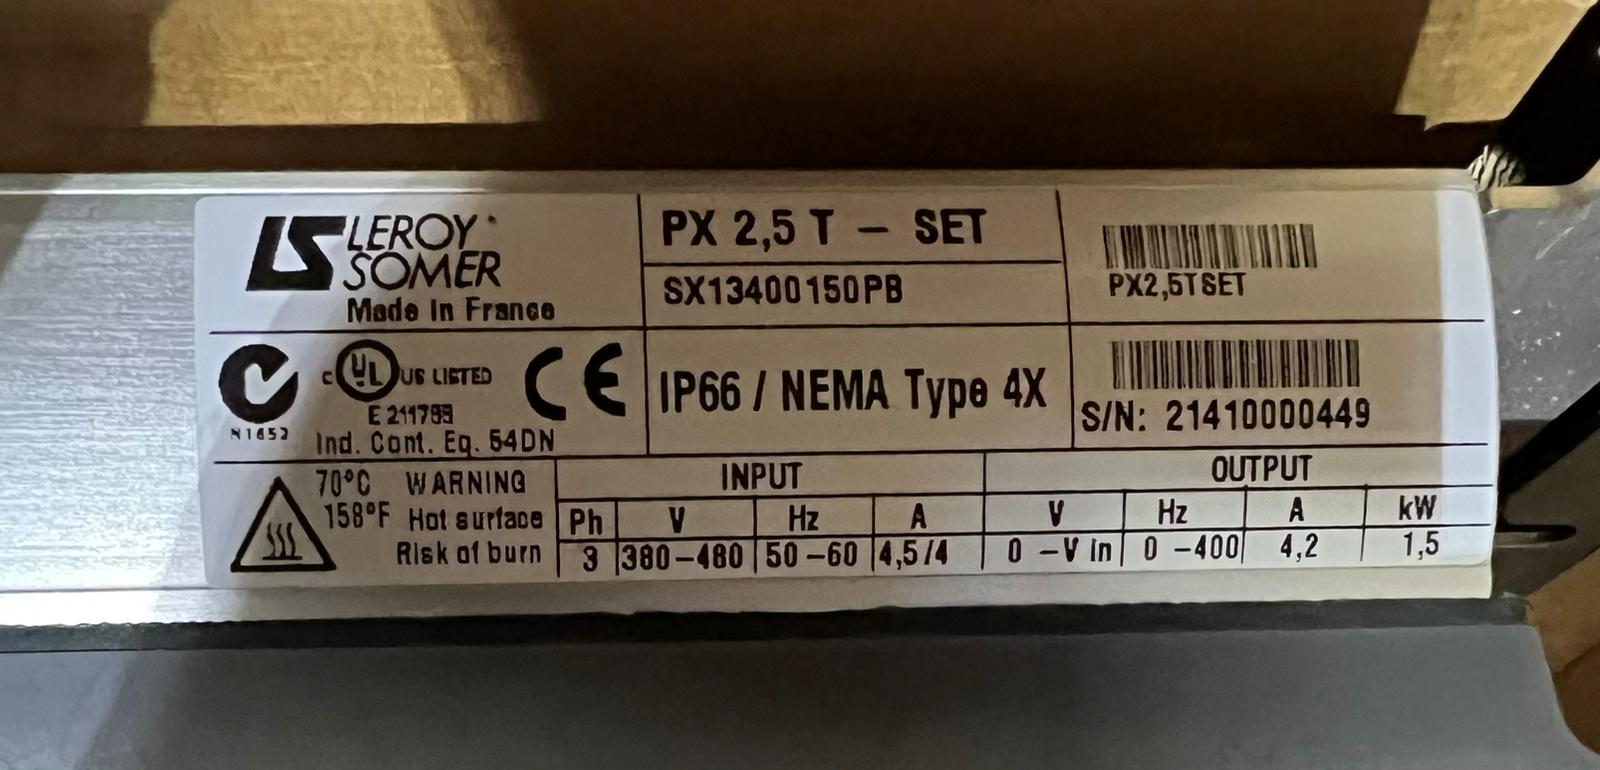 LEROY
SOMER
Made in France
PX 2,5 T – SET
SX13400150PB
PX2,5TSET
N1652
c UL US LISTED
CE
Ind. Cont. Eq. 54DN
IP66 / NEMA Type 4X
S/N: 21410000449
70°C WARNING
158°F Hot surface
Risk of burn
INPUT
OUTPUT
Ph V Hz A V Hz A kW
3 380–480 50–60 4,5/4 0 –V in 0 –400 4,2 1,5